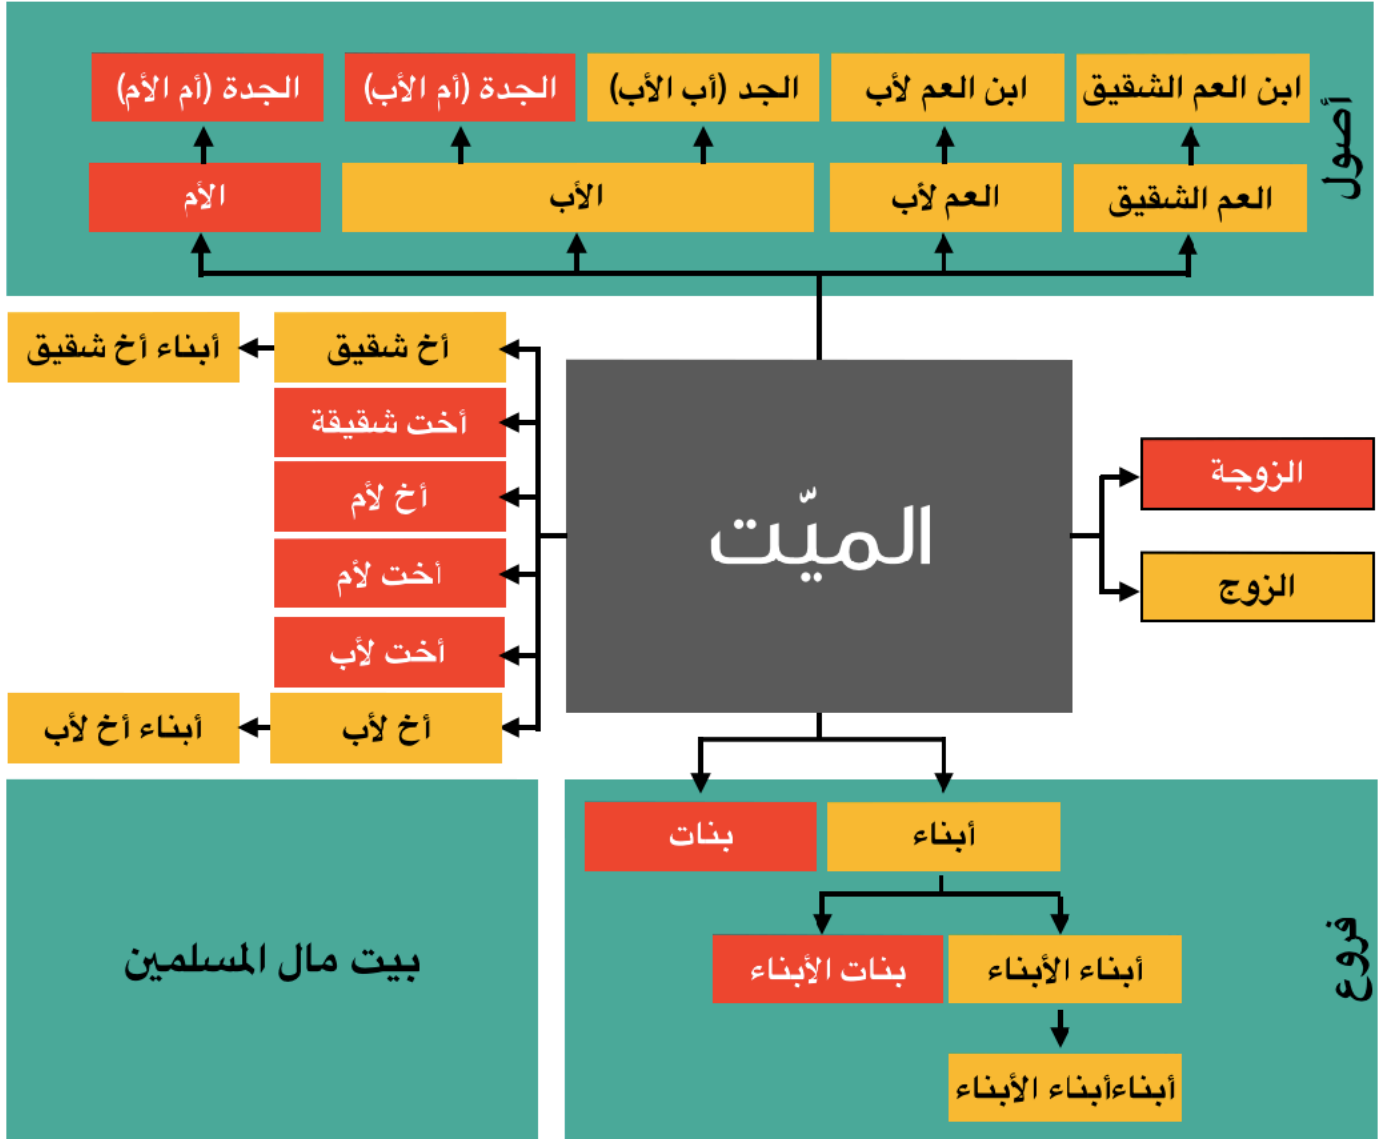 أصول
ابن العم الشقيق
ابن العم لأب
الجد (أب الأب)
الجدة (أم الأب)
الجدة (أم الأم)
العم الشقيق
العم لأب
الأب
الأم
أخ شقيق
أبناء أخ شقيق
أخت شقيقة
أخ لأم
أخت لأم
أخت لأب
أخ لأب
أبناء أخ لأب
الميّت
الزوجة
الزوج
فروع
أبناء
بنات
أبناء الأبناء
بنات الأبناء
أبناءأبناء الأبناء
بيت مال المسلمين